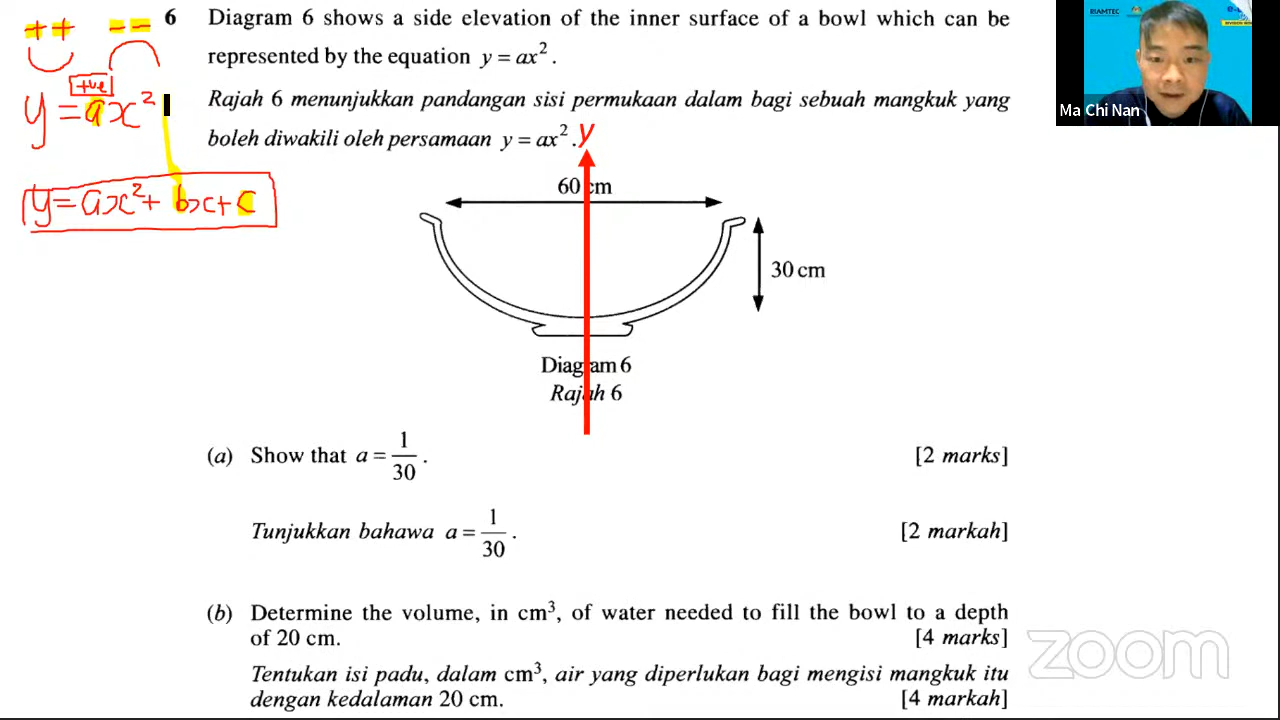 ++ --
+ve
y = ax²
y = ax² + bx + c
6 Diagram 6 shows a side elevation of the inner surface of a bowl which can be
represented by the equation y = ax².
Rajah 6 menunjukkan pandangan sisi permukaan dalam bagi sebuah mangkuk yang
boleh diwakili oleh persamaan y = ax².
y
60 cm
30 cm
Diagram 6
Rajah 6
(a) Show that a = 1/30. [2 marks]
Tunjukkan bahawa a = 1/30. [2 markah]
(b) Determine the volume, in cm³, of water needed to fill the bowl to a depth
of 20 cm. [4 marks]
Tentukan isi padu, dalam cm³, air yang diperlukan bagi mengisi mangkuk itu
dengan kedalaman 20 cm. [4 markah]
Ma Chi Nan
zoom